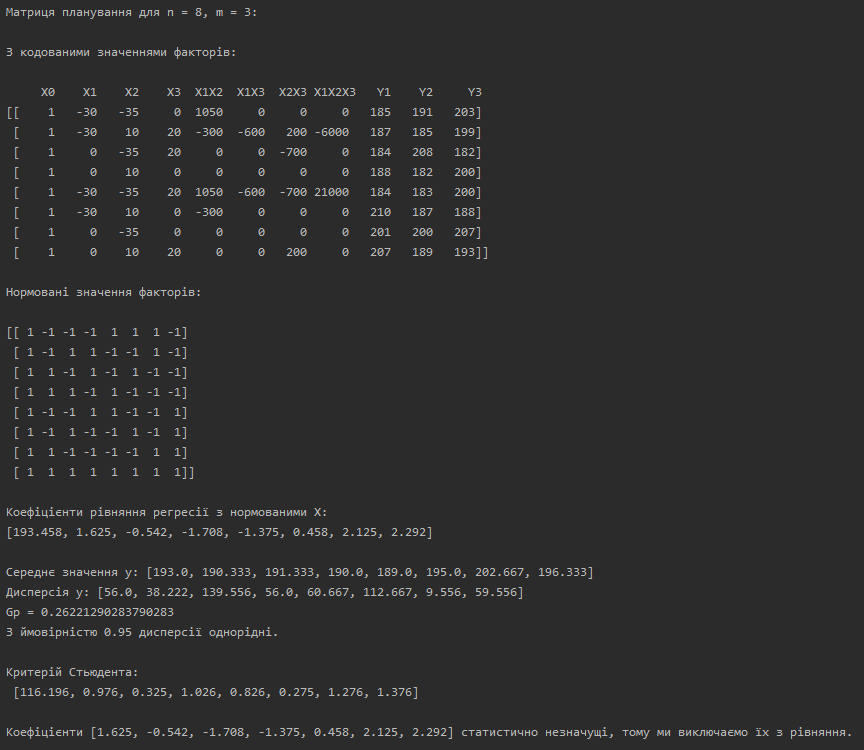 Матриця планування для n = 8, m = 3:
З кодованими значеннями факторів:
X0 X1 X2 X3 X1X2 X1X3 X2X3 X1X2X3 Y1 Y2 Y3
[[ 1 -30 -35 0 1050 0 0 0 185 191 203]
[ 1 -30 10 20 -300 -600 200 -6000 187 185 199]
[ 1 0 -35 20 0 0 -700 0 184 208 182]
[ 1 0 10 0 0 0 0 0 188 182 200]
[ 1 -30 -35 20 1050 -600 -700 21000 184 183 200]
[ 1 -30 10 0 -300 0 0 0 210 187 188]
[ 1 0 -35 0 0 0 0 0 201 200 207]
[ 1 0 10 20 0 0 200 0 207 189 193]]
Нормовані значення факторів:
[[ 1 -1 -1 -1 1 1 1 -1]
[ 1 -1 1 1 -1 -1 1 -1]
[ 1 1 -1 1 -1 1 -1 -1]
[ 1 1 1 -1 1 -1 -1 -1]
[ 1 -1 -1 1 1 -1 -1 1]
[ 1 -1 1 -1 -1 1 -1 1]
[ 1 1 -1 -1 -1 -1 1 1]
[ 1 1 1 1 1 1 1 1]]
Коефіцієнти рівняння регресії з нормованими X:
[193.458, 1.625, -0.542, -1.708, -1.375, 0.458, 2.125, 2.292]
Середнє значення y: [193.0, 190.333, 191.333, 190.0, 189.0, 195.0, 202.667, 196.333]
Дисперсія y: [56.0, 38.222, 139.556, 56.0, 60.667, 112.667, 9.556, 59.556]
Gp = 0.26221290283790283
З ймовірністю 0.95 дисперсії однорідні.
Критерій Стьюдента:
[116.196, 0.976, 0.325, 1.026, 0.826, 0.275, 1.276, 1.376]
Коефіцієнти [1.625, -0.542, -1.708, -1.375, 0.458, 2.125, 2.292] статистично незначущі, тому ми виключаємо їх з рівняння.